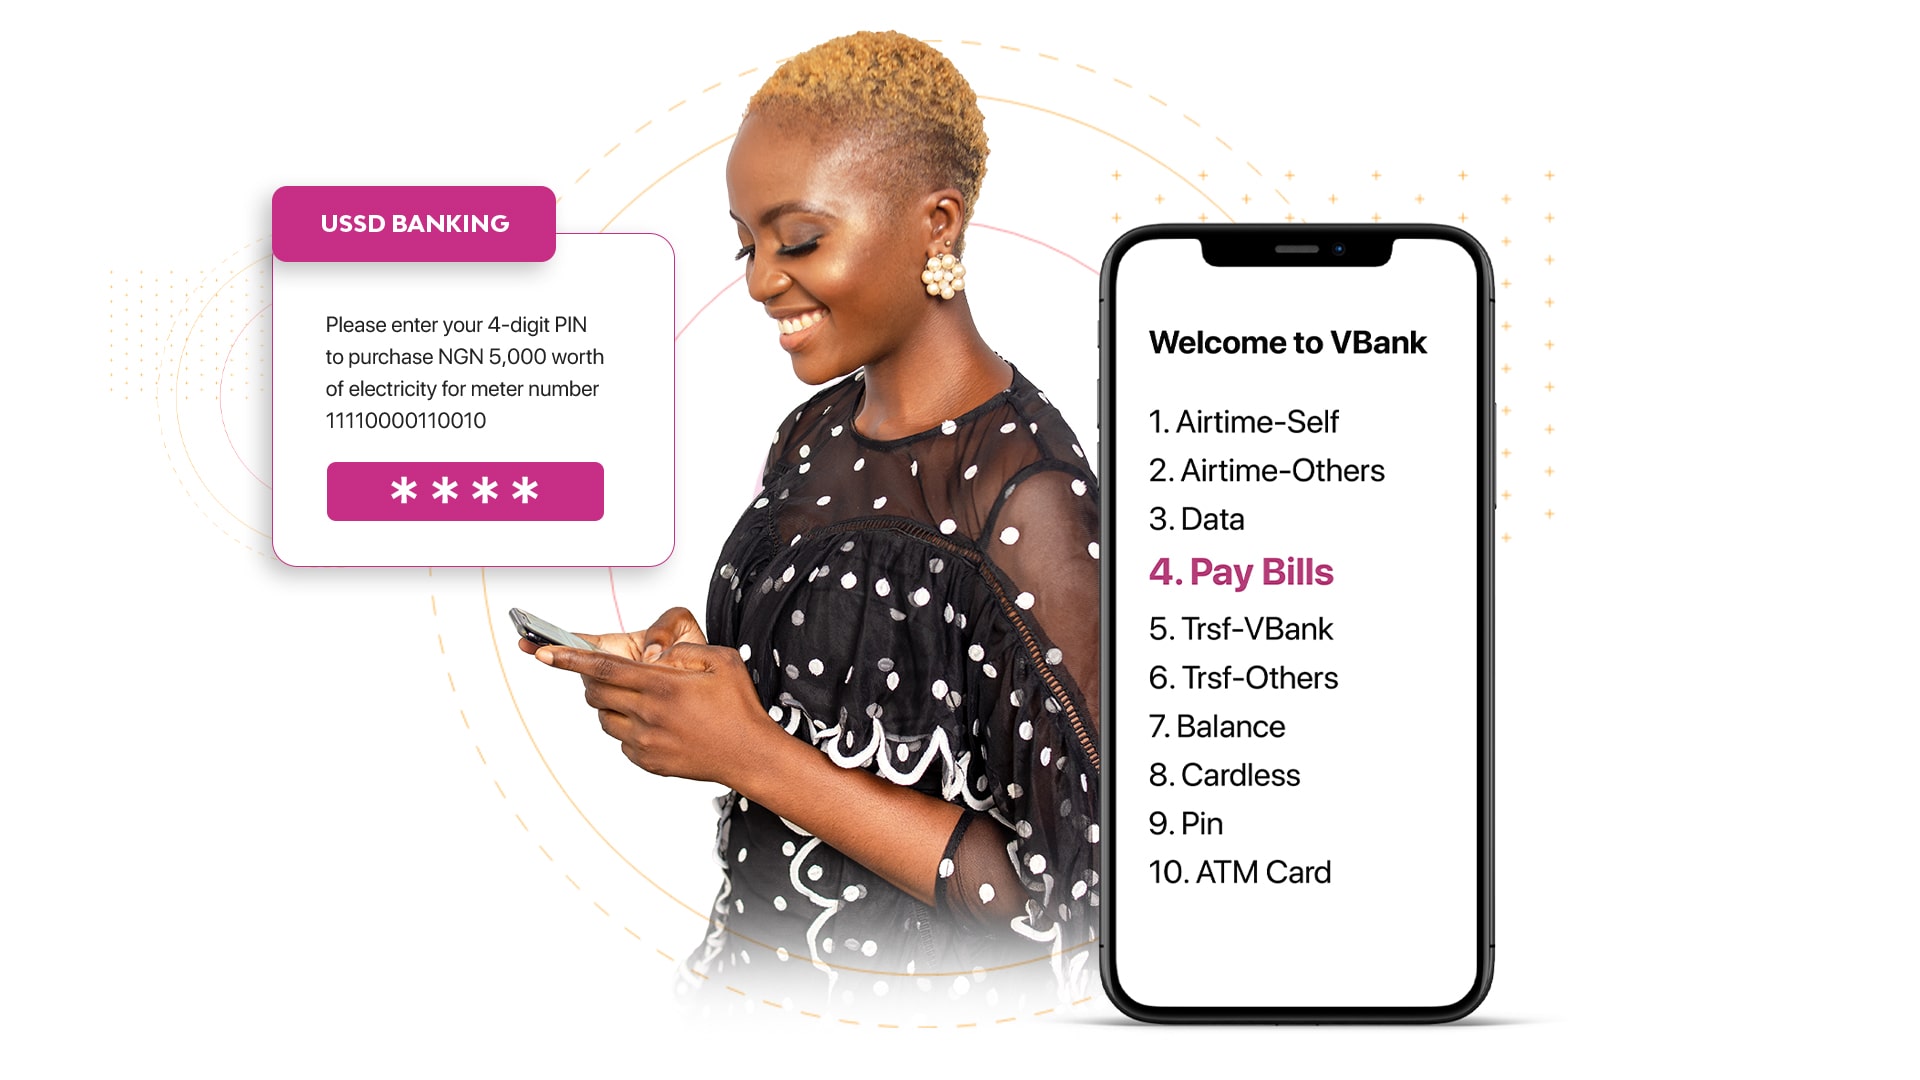 USSD BANKING
Please enter your 4-digit PIN
to purchase NGN 5,000 worth
of electricity for meter number
11110000110010
****
Welcome to VBank
1. Airtime-Self
2. Airtime-Others
3. Data
4. Pay Bills
5. Trsf-VBank
6. Trsf-Others
7. Balance
8. Cardless
9. Pin
10. ATM Card